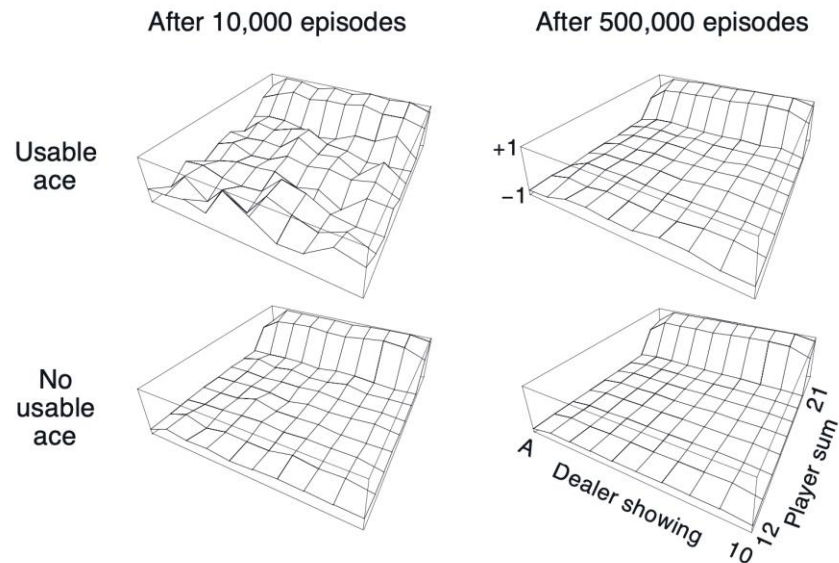 After 10,000 episodes
After 500,000 episodes
Usable
ace
+1
−1
No
usable
ace
A
Dealer showing
10
12
Player sum
21